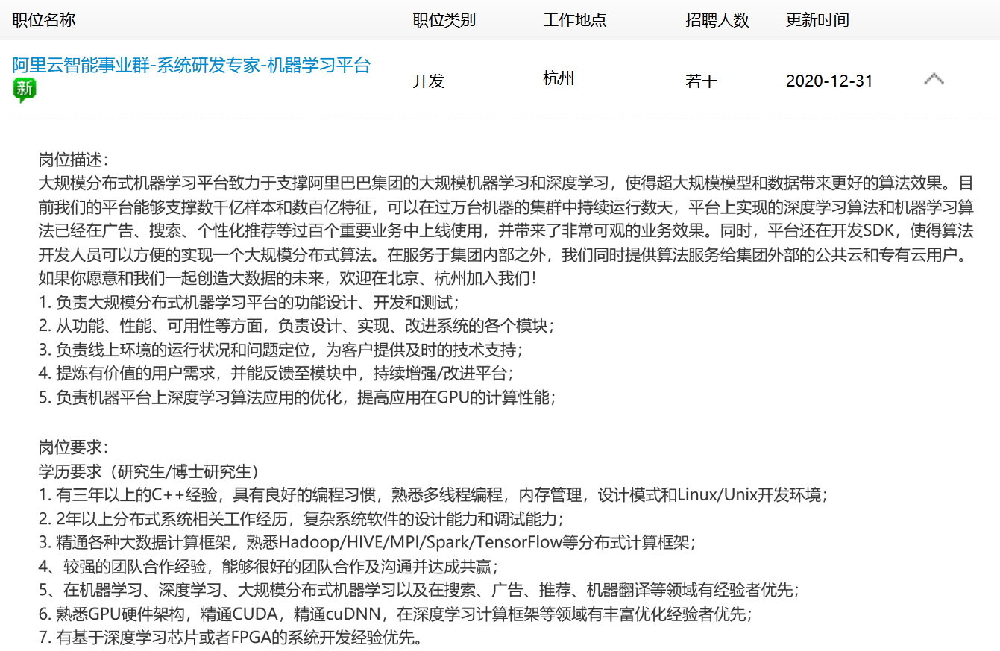 职位名称 职位类别 工作地点 招聘人数 更新时间
阿里云智能事业群-系统研发专家-机器学习平台
新
开发 杭州 若干 2020-12-31
岗位描述：
大规模分布式机器学习平台致力于支撑阿里巴巴集团的大规模机器学习和深度学习，使得超大规模模型和数据带来更好的算法效果。目
前我们的平台能够支撑数千亿样本和数百亿特征，可以在过万台机器的集群中持续运行数天，平台上实现的深度学习算法和机器学习算
法已经在广告、搜索、个性化推荐等过百个重要业务中上线使用，并带来了非常可观的业务效果。同时，平台还在开发SDK，使得算法
开发人员可以方便的实现一个大规模分布式算法。在服务于集团内部之外，我们同时提供算法服务给集团外部的公共云和专有云用户。
如果你愿意和我们一起创造大数据的未来，欢迎在北京、杭州加入我们！
1. 负责大规模分布式机器学习平台的功能设计、开发和测试；
2. 从功能、性能、可用性等方面，负责设计、实现、改进系统的各个模块；
3. 负责线上环境的运行状况和问题定位，为客户提供及时的技术支持；
4. 提炼有价值的用户需求，并能反馈至模块中，持续增强/改进平台；
5. 负责机器平台上深度学习算法应用的优化，提高应用在GPU的计算性能；
岗位要求：
学历要求（研究生/博士研究生）
1. 有三年以上的C++经验，具有良好的编程习惯，熟悉多线程编程，内存管理，设计模式和Linux/Unix开发环境；
2. 2年以上分布式系统相关工作经历，复杂系统软件的设计能力和调试能力；
3. 精通各种大数据计算框架，熟悉Hadoop/HIVE/MPI/Spark/TensorFlow等分布式计算框架；
4、较强的团队合作经验，能够很好的团队合作及沟通并达成共赢；
5、在机器学习、深度学习、大规模分布式机器学习以及在搜索、广告、推荐、机器翻译等领域有经验者优先；
6. 熟悉GPU硬件架构，精通CUDA，精通cuDNN，在深度学习计算框架等领域有丰富优化经验者优先；
7. 有基于深度学习芯片或者FPGA的系统开发经验优先。